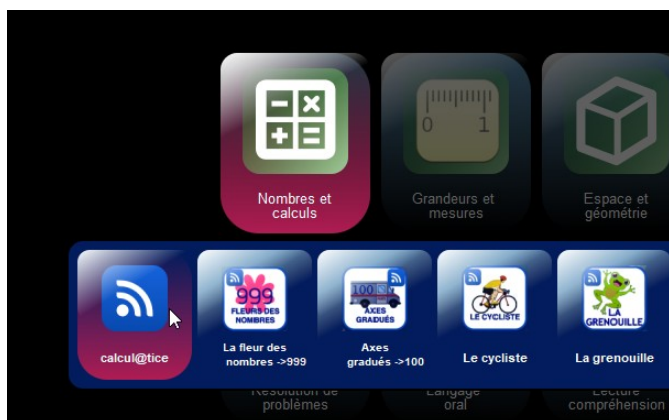 Nombres et
calculs
Grandeurs et
mesures
0 1
Espace et
géométrie
calcul@tice
999
FLEURS DES
NOMBRES
La fleur des
nombres ->999
100
AXES
GRADUÉS
Axes
gradués ->100
LE CYCLISTE
Le cycliste
LA
GRENOUILLE
La grenouille
Résolution de
problèmes
Langage
oral
Lecture
compréhension